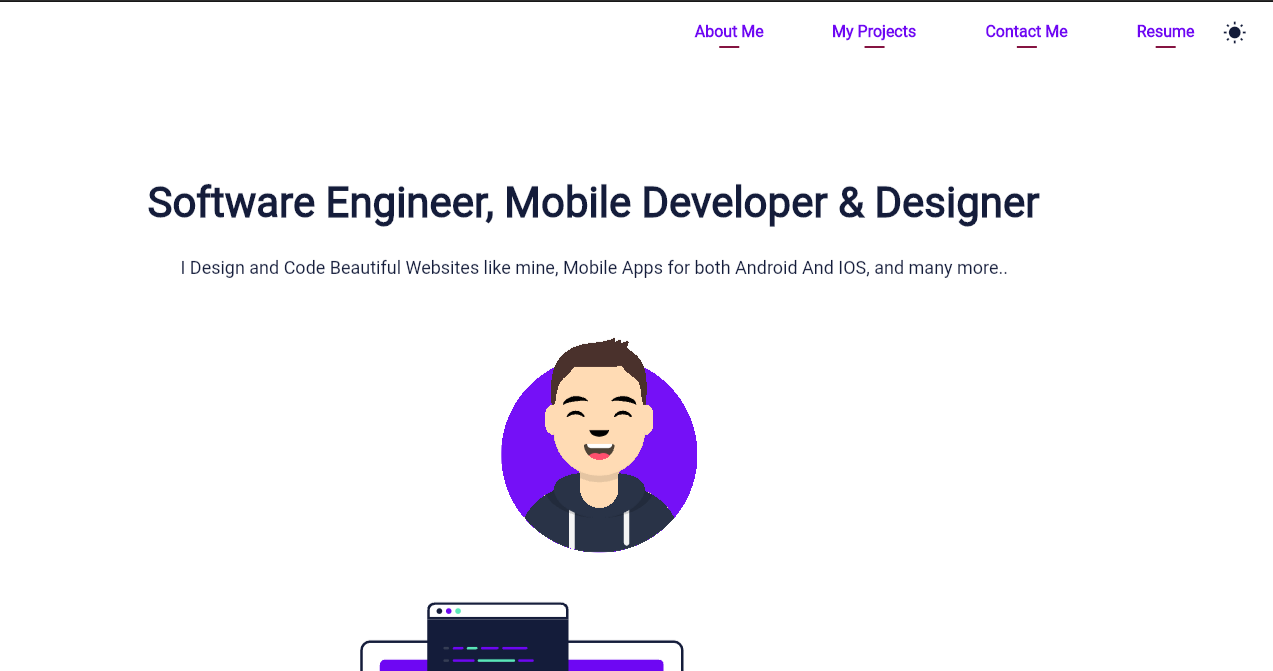 About Me My Projects Contact Me Resume
Software Engineer, Mobile Developer & Designer
I Design and Code Beautiful Websites like mine, Mobile Apps for both Android And IOS, and many more..